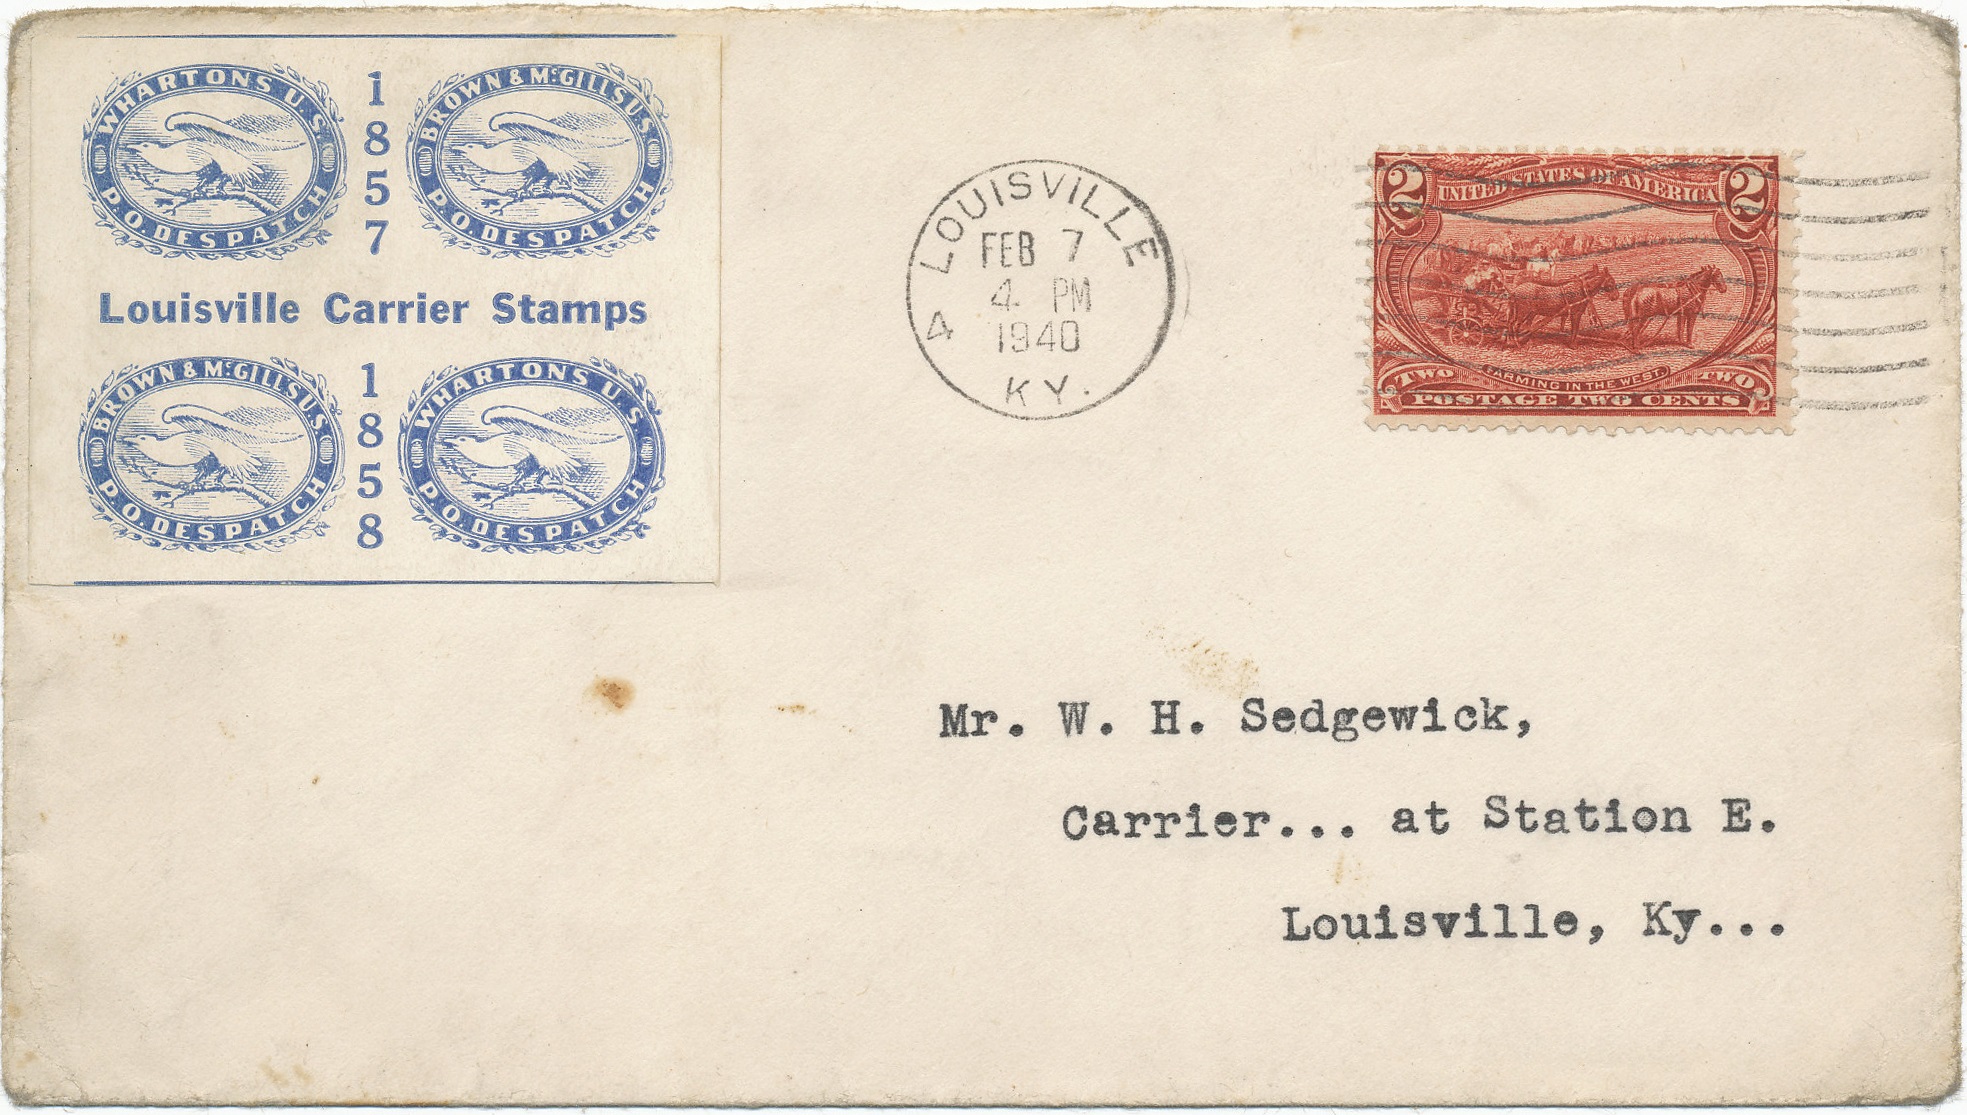 WHARTONS U.S.
P.O. DESPATCH
1857
BROWN & McGILLS U.S.
P.O. DESPATCH
Louisville Carrier Stamps
BROWN & McGILLS U.S.
P.O. DESPATCH
1858
WHARTONS U.S.
P.O. DESPATCH
LOUISVILLE
FEB 7
4 PM
1940
4
KY.
2 2
UNITED STATES OF AMERICA
FARMING IN THE WEST.
TWO TWO
POSTAGE TWO CENTS
Mr. W. H. Sedgewick,
Carrier... at Station E.
Louisville, Ky...